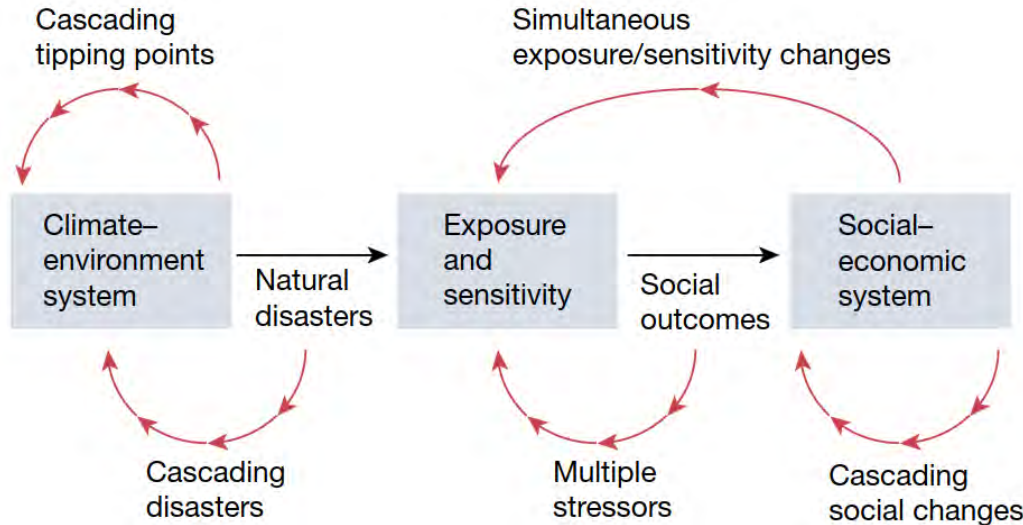 Cascading
tipping points
Simultaneous
exposure/sensitivity changes
Climate–
environment
system
Natural
disasters
Exposure
and
sensitivity
Social
outcomes
Social–
economic
system
Cascading
disasters
Multiple
stressors
Cascading
social changes